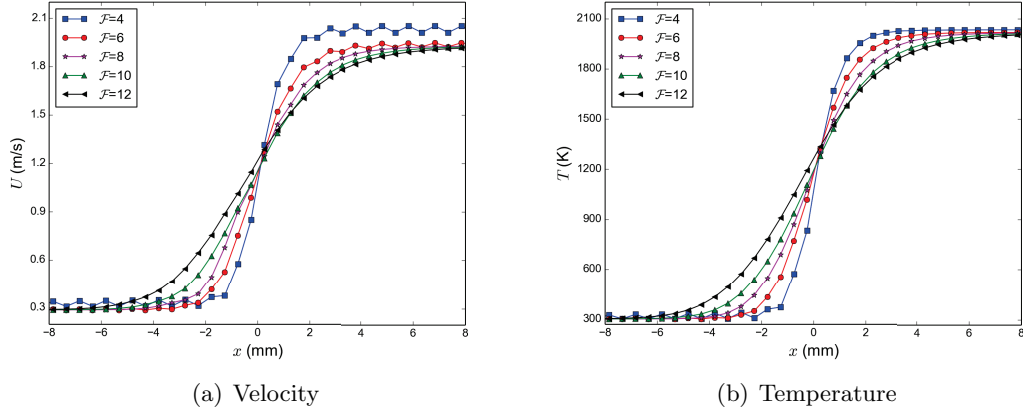 2.1
1.8
1.5
1.2
0.9
0.6
0.3
U (m/s)
ℱ=4
ℱ=6
ℱ=8
ℱ=10
ℱ=12
−8 −6 −4 −2 0 2 4 6 8
x (mm)
(a) Velocity
2100
1800
1500
1200
900
600
300
T (K)
ℱ=4
ℱ=6
ℱ=8
ℱ=10
ℱ=12
−8 −6 −4 −2 0 2 4 6 8
x (mm)
(b) Temperature